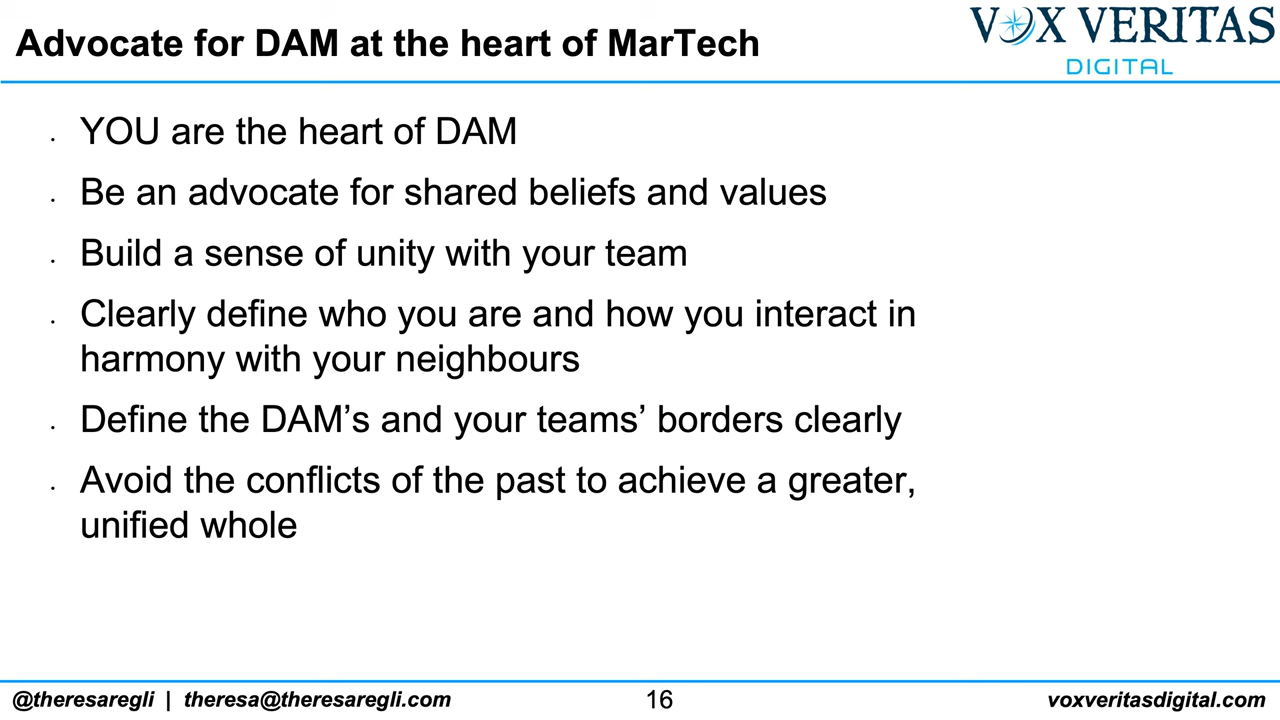 Advocate for DAM at the heart of MarTech
VOX VERITAS
DIGITAL
· YOU are the heart of DAM
· Be an advocate for shared beliefs and values
· Build a sense of unity with your team
· Clearly define who you are and how you interact in
harmony with your neighbours
· Define the DAM’s and your teams’ borders clearly
· Avoid the conflicts of the past to achieve a greater,
unified whole
@theresaregli | theresa@theresaregli.com
16
voxveritasdigital.com